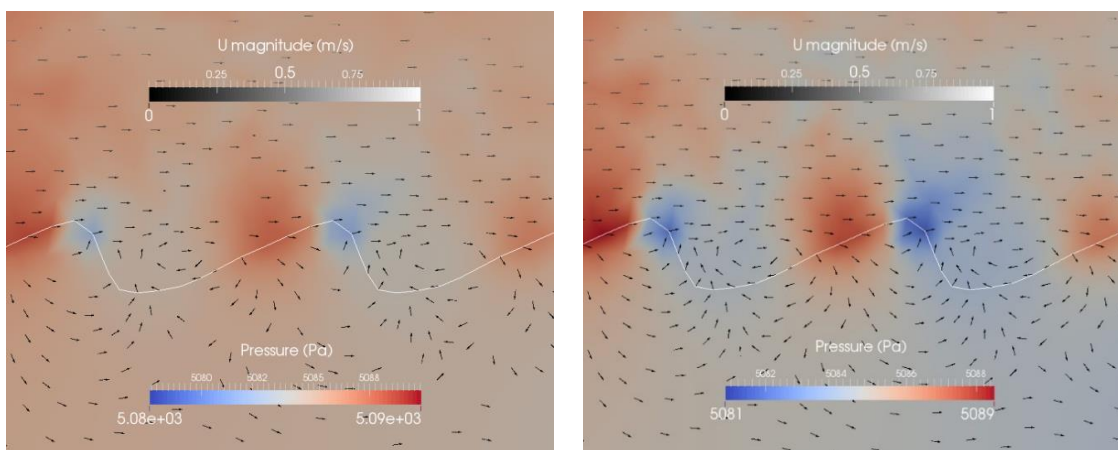 U magnitude (m/s)
0.25 0.5 0.75
0 1
Pressure (Pa)
5080 5082 5085 5088
5.08e+03 5.09e+03
U magnitude (m/s)
0.25 0.5 0.75
0 1
Pressure (Pa)
5082 5084 5086 5088
5081 5089